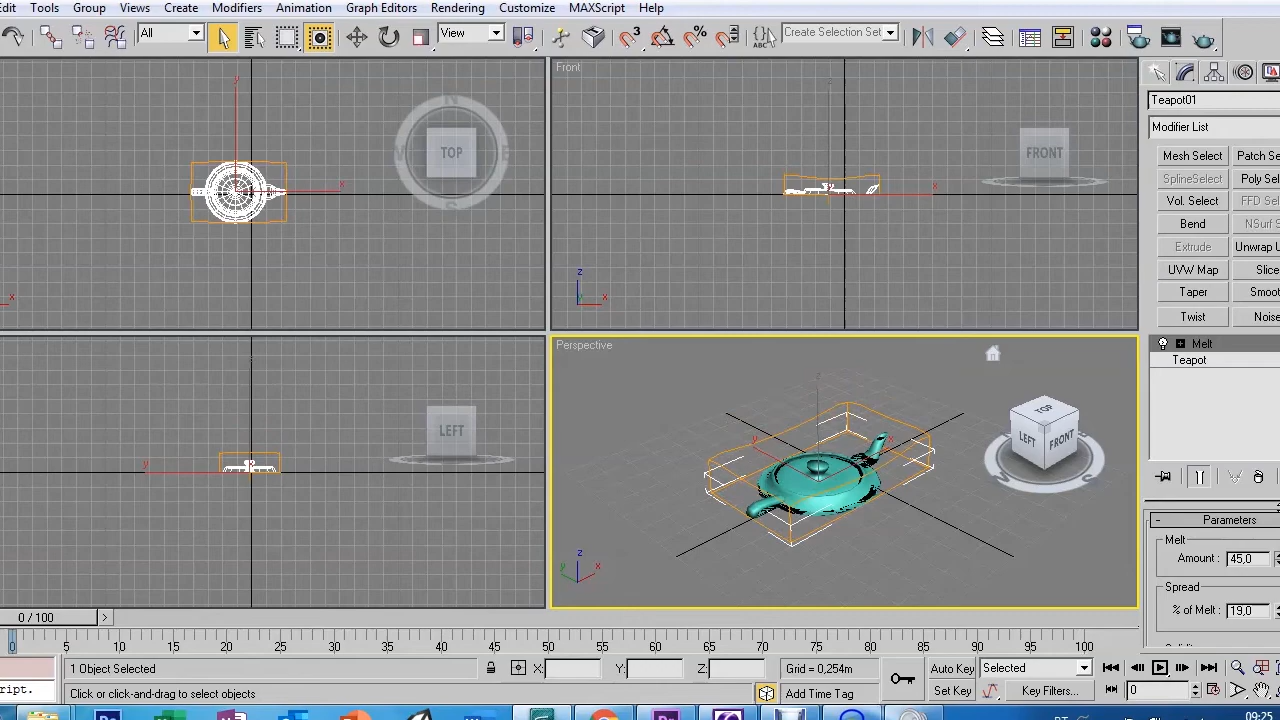 Edit Tools Group Views Create Modifiers Animation Graph Editors Rendering Customize MAXScript Help
All
View
3
%
ABC
Create Selection Set
y
x
TOP
N
E
S
Front
FRONT
x
z
x
Teapot01
Modifier List
Mesh Select Patch Se
SplineSelect Poly Sel
Vol. Select FFD Sel
Bend NSurf S
Extrude Unwrap U
UVW Map Slice
Taper Smoo
Twist Noise
Melt
Teapot
x
y
LEFT
Perspective
z
y
x
TOP
LEFT FRONT
z
y x
- Parameters
Melt
Amount : 45,0
Spread
% of Melt : 19,0
0 / 100 >
0 5 10 15 20 25 30 35 40 45 50 55 60 65 70 75 80 85 90 95 100
1 Object Selected X: Y: Z: Grid = 0,254m Auto Key Selected
ript. Click or click-and-drag to select objects Add Time Tag Set Key Key Filters... 0
PT 09:25